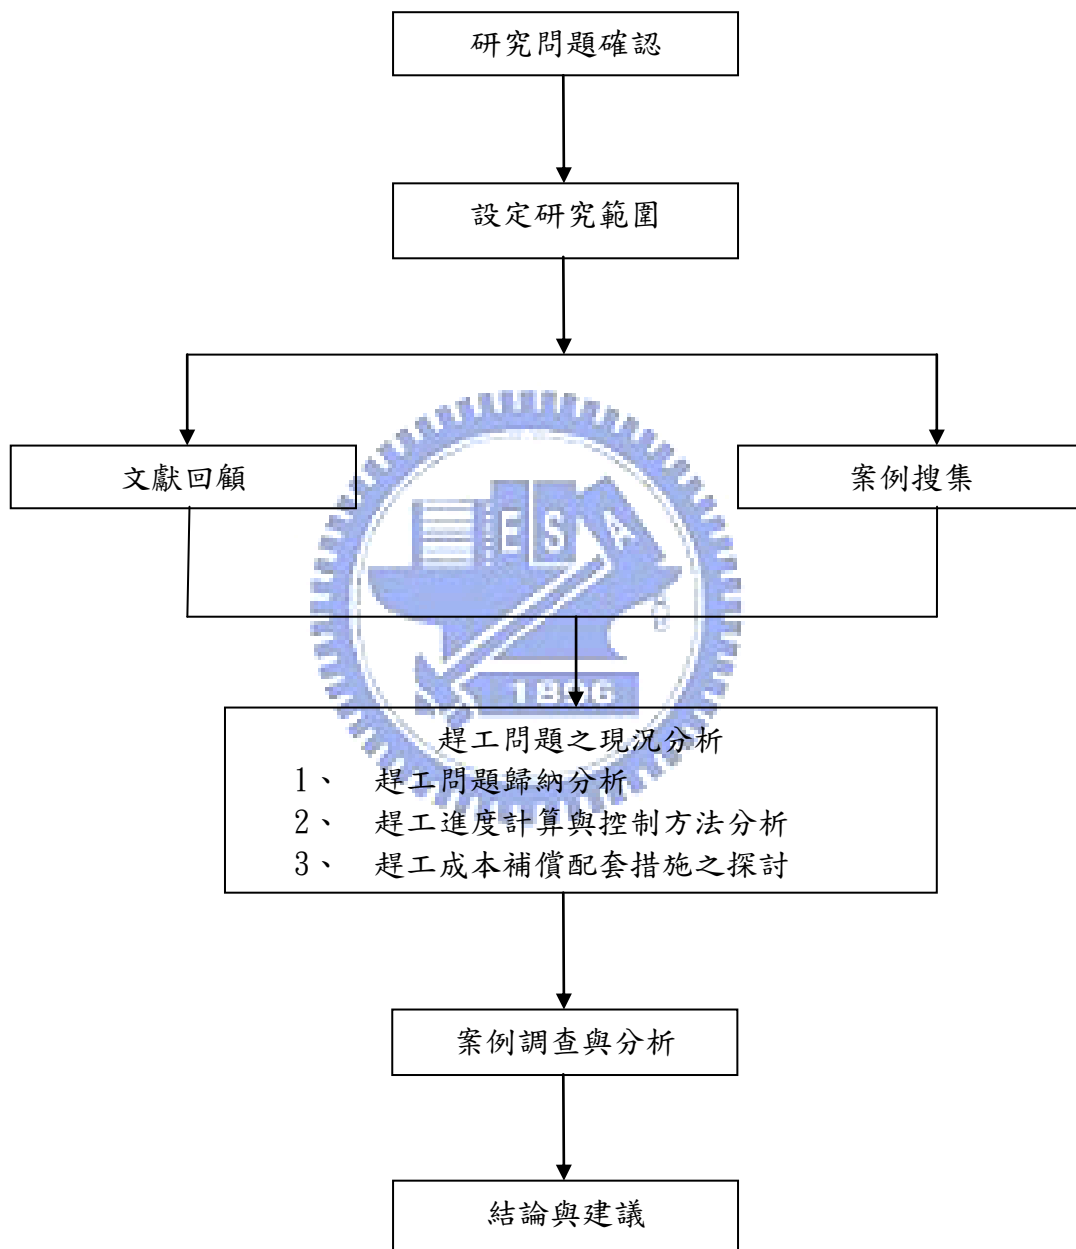 研究問題確認
設定研究範圍
文獻回顧
案例搜集
ESA
1896
趕工問題之現況分析
1、 趕工問題歸納分析
2、 趕工進度計算與控制方法分析
3、 趕工成本補償配套措施之探討
案例調查與分析
結論與建議